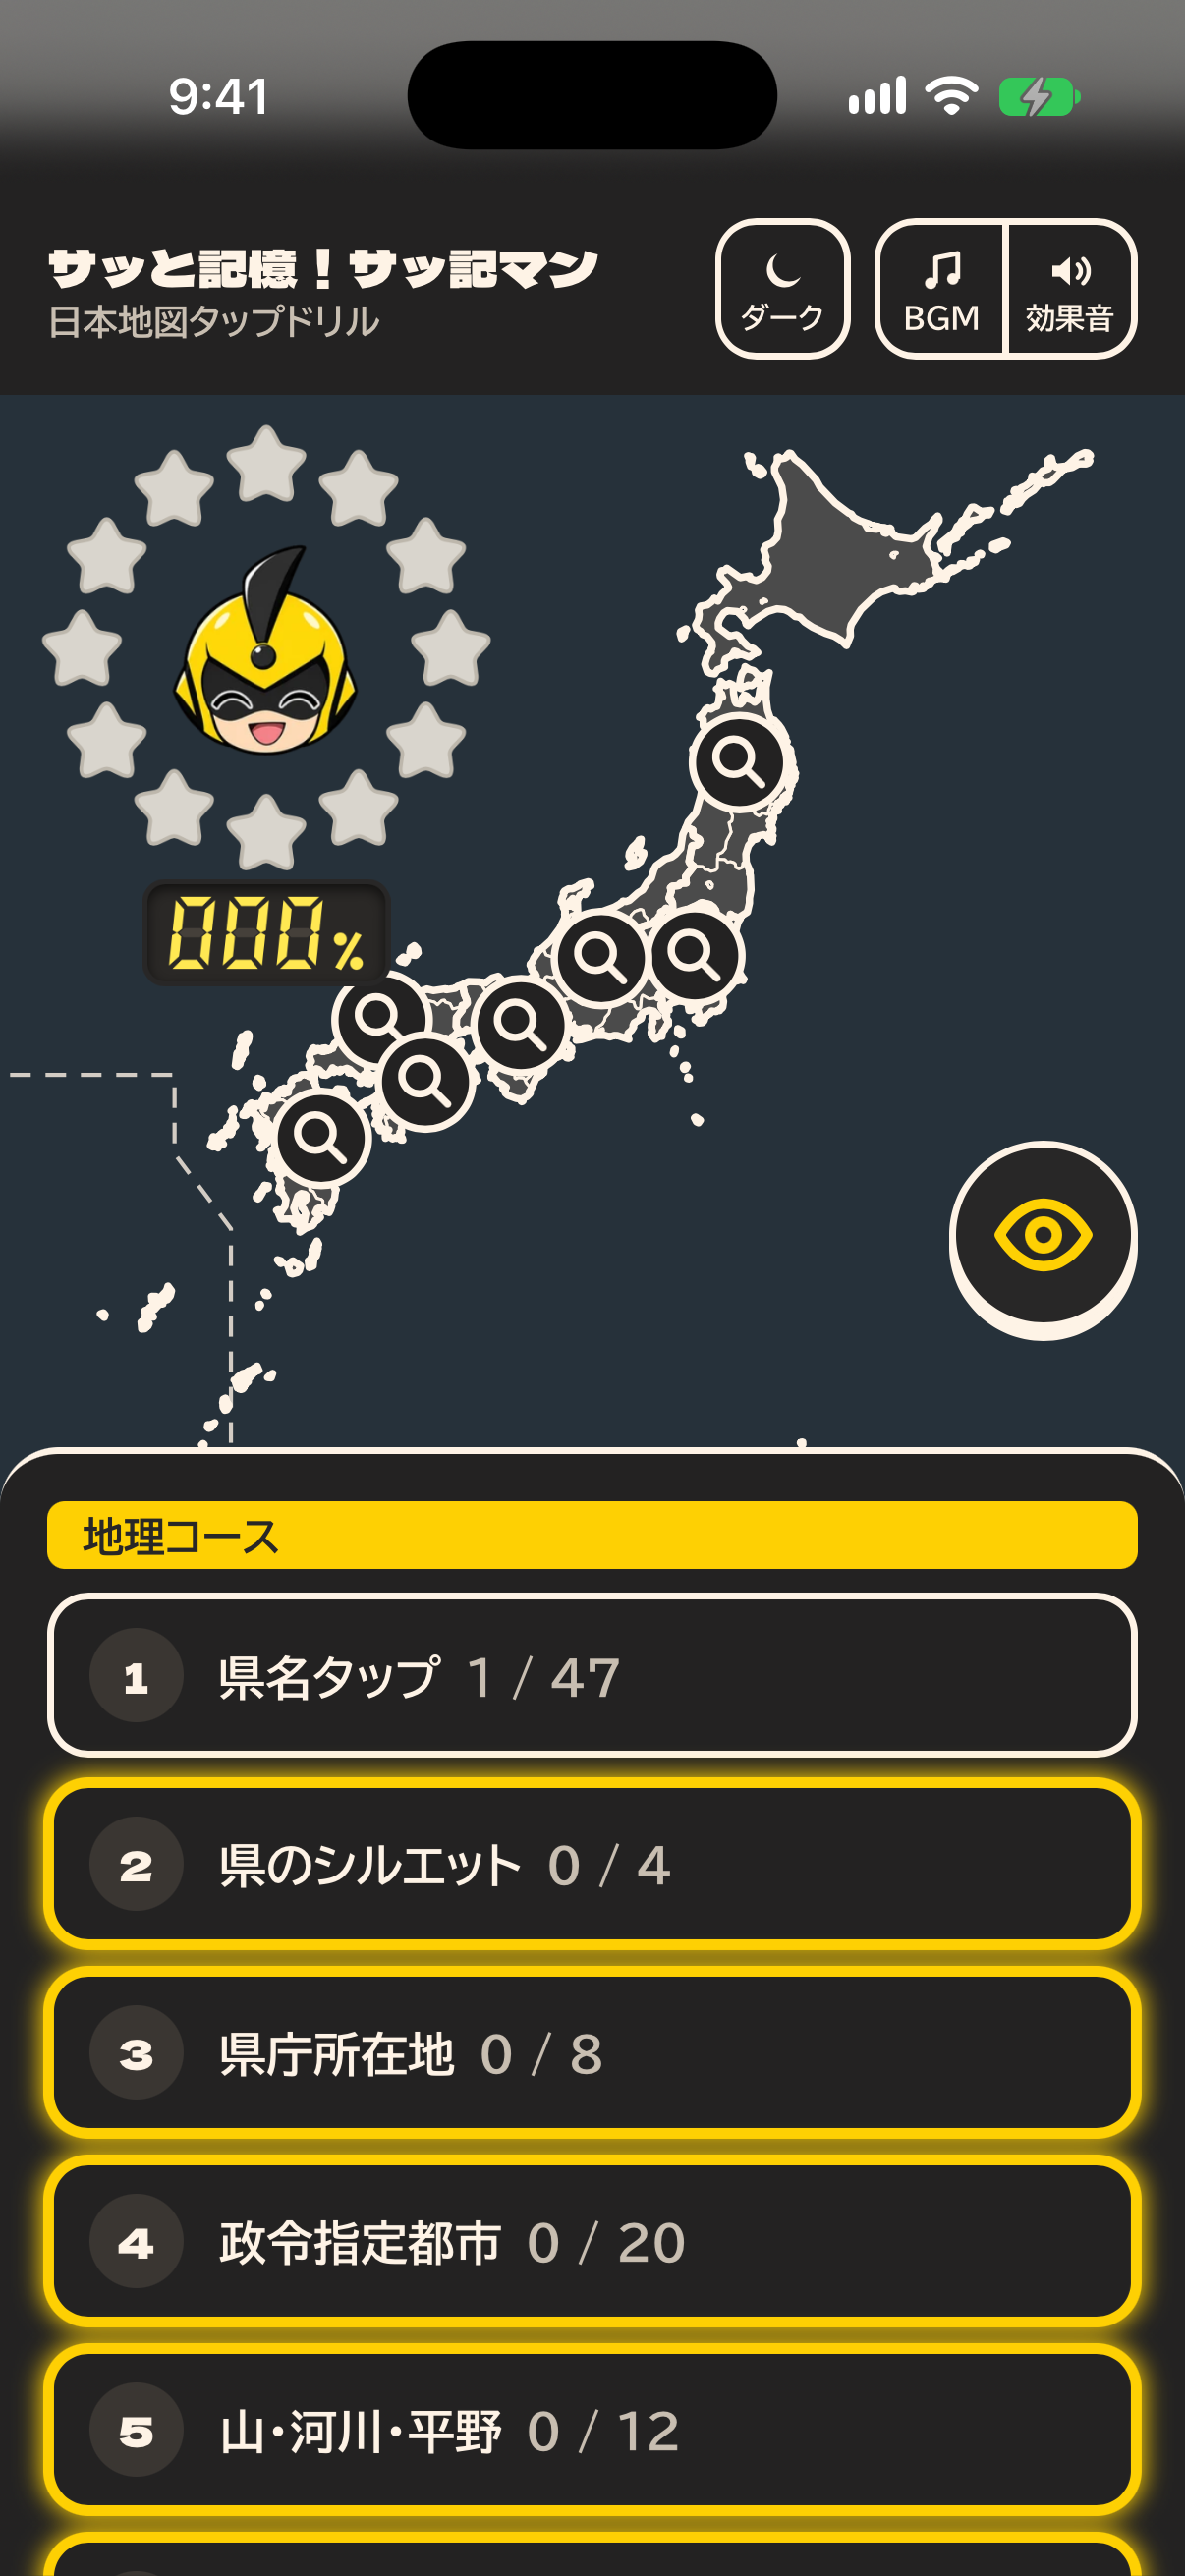 9:41
サッと記憶！サッ記マン
日本地図タップドリル
ダーク
BGM
効果音
000%
地理コース
1 県名タップ 1 / 47
2 県のシルエット 0 / 4
3 県庁所在地 0 / 8
4 政令指定都市 0 / 20
5 山・河川・平野 0 / 12